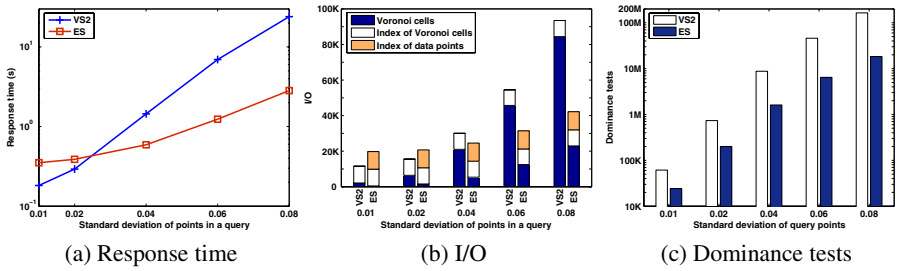 VS2
ES
Response time (s)
10^1
10^0
10^-1
0.01 0.02 0.04 0.06 0.08
Standard deviation of points in a query
(a) Response time
Voronoi cells
Index of Voronoi cells
Index of data points
I/O
100K
80K
60K
40K
20K
0
VS2 ES VS2 ES VS2 ES VS2 ES VS2 ES
0.01 0.02 0.04 0.06 0.08
Standard deviation of points in a query
(b) I/O
VS2
ES
Dominance tests
200M
100M
10M
1M
100K
10K
0.01 0.02 0.04 0.06 0.08
Standard deviation of query points
(c) Dominance tests